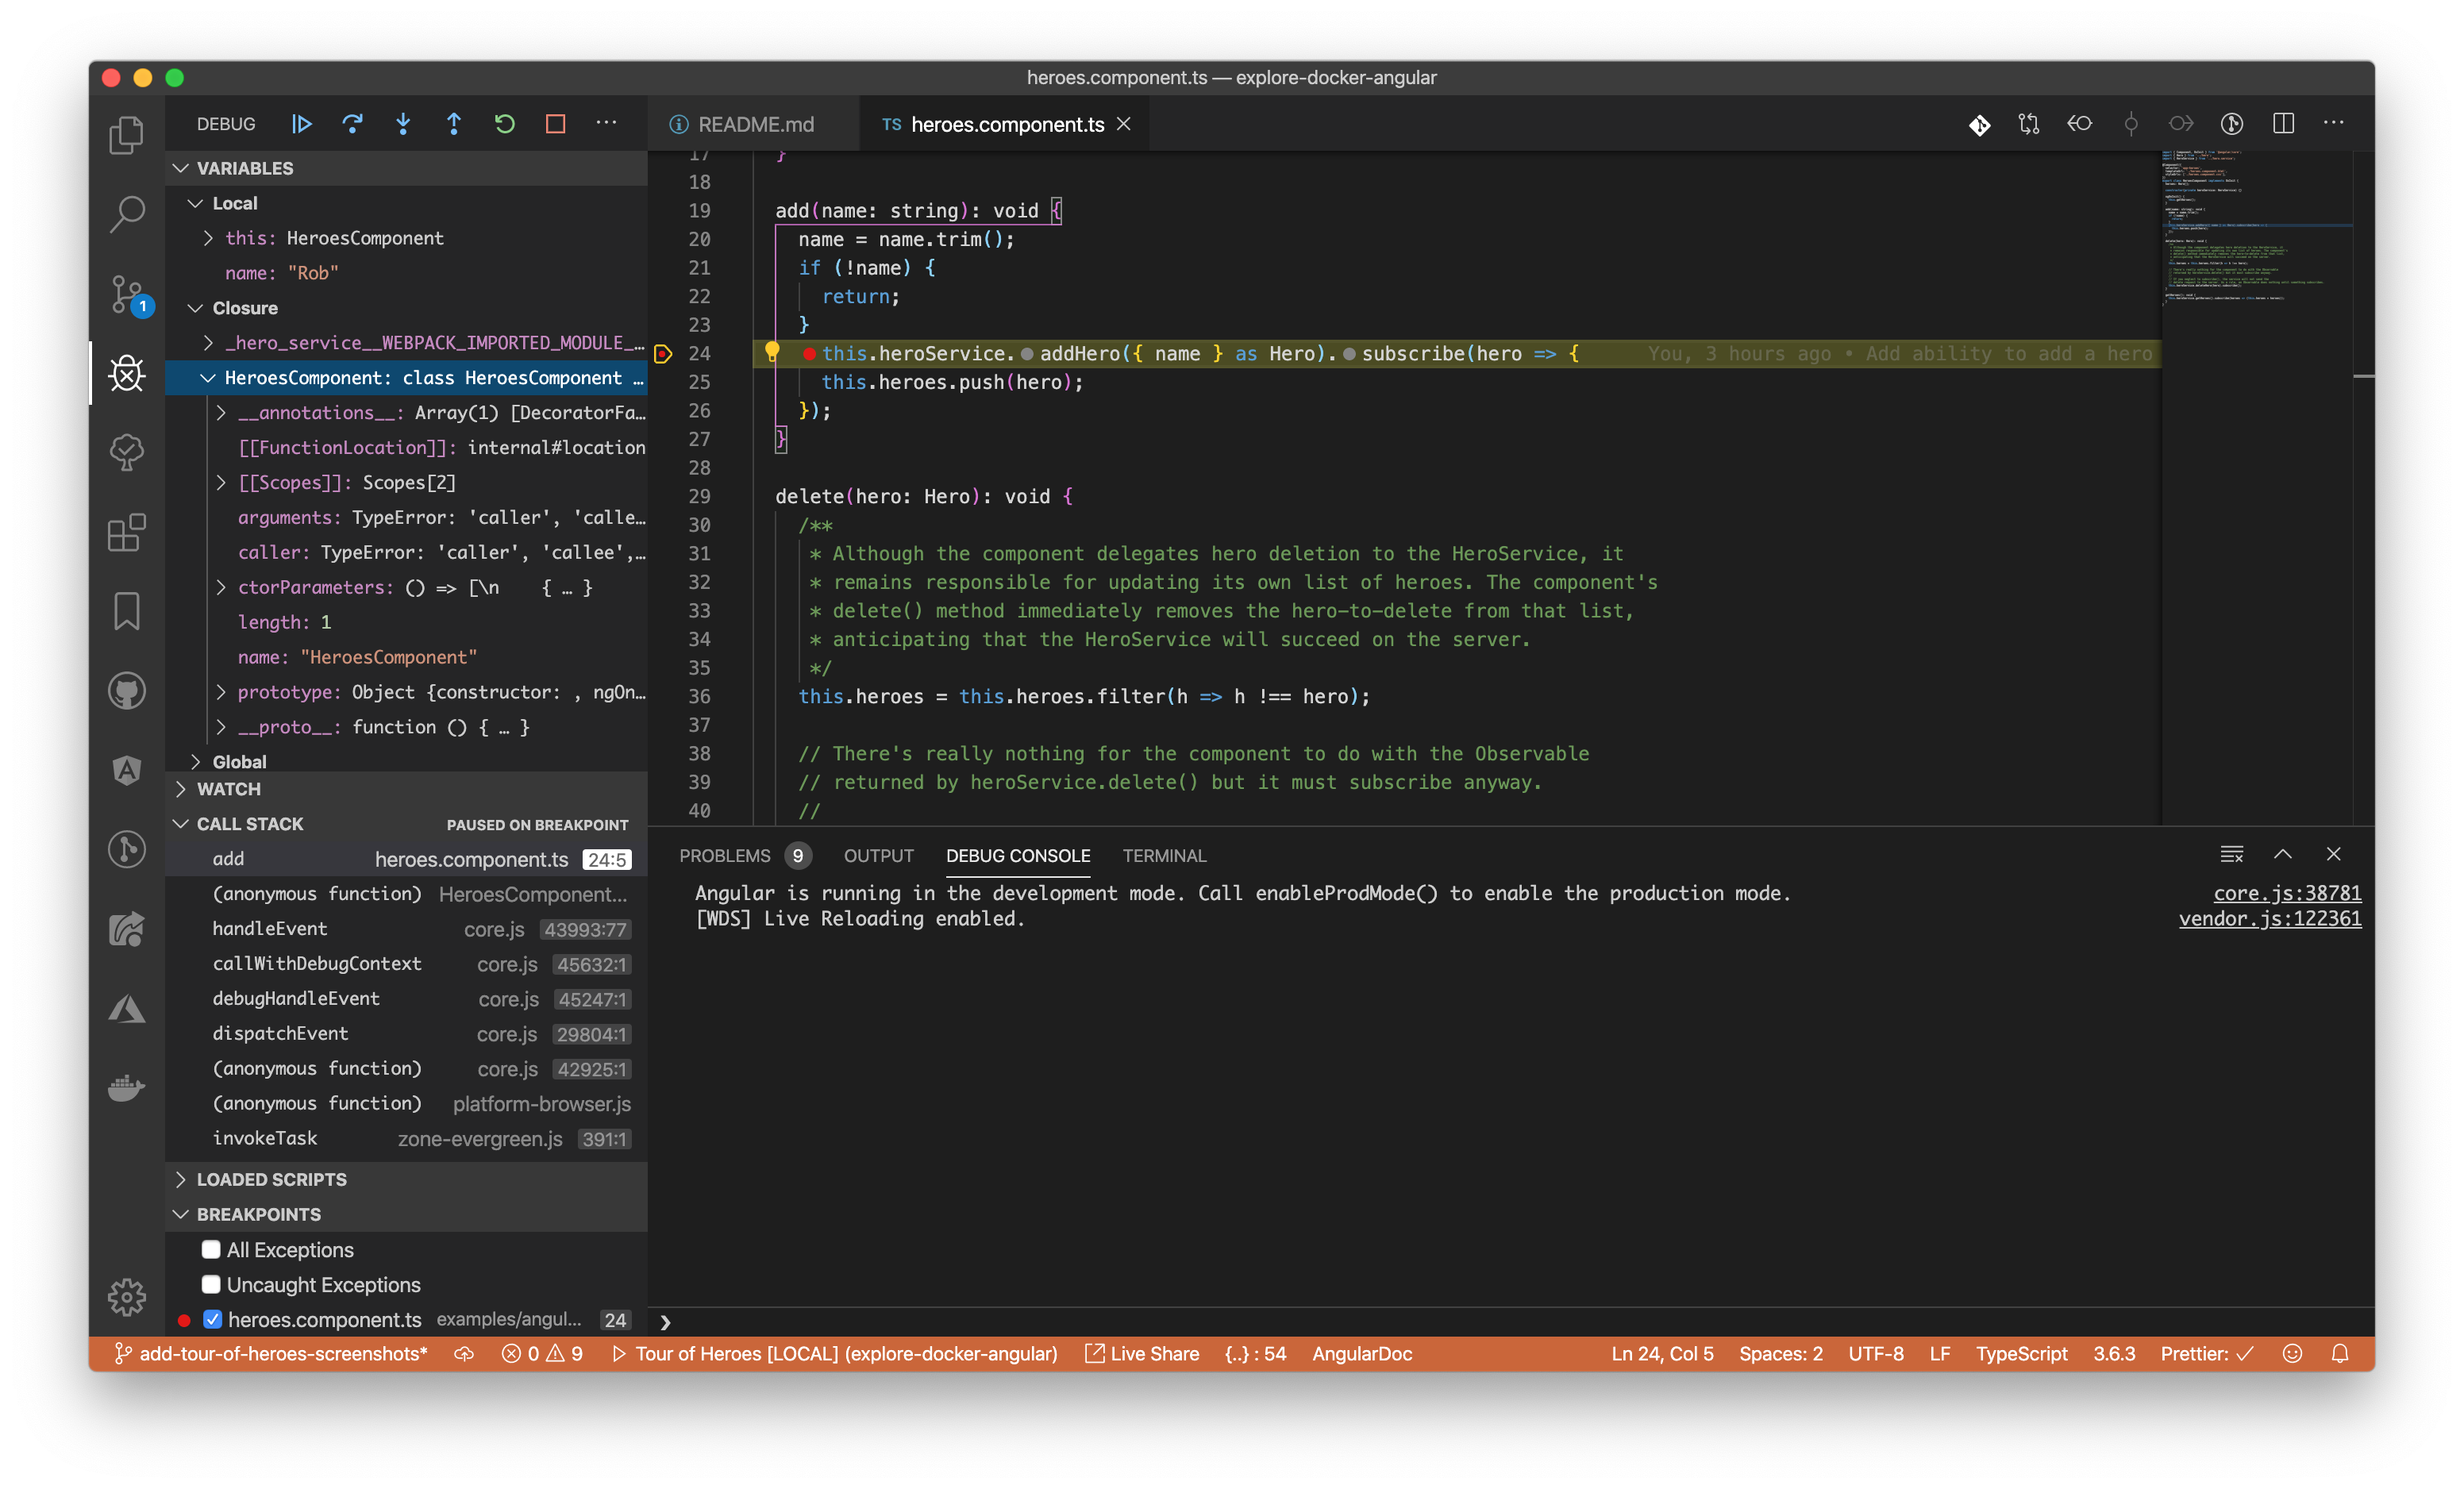 heroes.component.ts — explore-docker-angular
DEBUG
README.md
TS heroes.component.ts
VARIABLES
Local
this: HeroesComponent
name: "Rob"
Closure
_hero_service__WEBPACK_IMPORTED_MODULE_…
HeroesComponent: class HeroesComponent …
__annotations__: Array(1) [DecoratorFa…
[[FunctionLocation]]: internal#location
[[Scopes]]: Scopes[2]
arguments: TypeError: 'caller', 'calle…
caller: TypeError: 'caller', 'callee',…
ctorParameters: () => [\n    { … }
length: 1
name: "HeroesComponent"
prototype: Object {constructor: , ngOn…
__proto__: function () { … }
Global
WATCH
CALL STACK PAUSED ON BREAKPOINT
add heroes.component.ts 24:5
(anonymous function) HeroesComponent...
handleEvent core.js 43993:77
callWithDebugContext core.js 45632:1
debugHandleEvent core.js 45247:1
dispatchEvent core.js 29804:1
(anonymous function) core.js 42925:1
(anonymous function) platform-browser.js
invokeTask zone-evergreen.js 391:1
LOADED SCRIPTS
BREAKPOINTS
All Exceptions
Uncaught Exceptions
heroes.component.ts examples/angul... 24
1
17 }
18
19 add(name: string): void {
20 name = name.trim();
21 if (!name) {
22 return;
23 }
24 this.heroService.addHero({ name } as Hero).subscribe(hero => { You, 3 hours ago • Add ability to add a hero
25 this.heroes.push(hero);
26 });
27 }
28
29 delete(hero: Hero): void {
30 /**
31 * Although the component delegates hero deletion to the HeroService, it
32 * remains responsible for updating its own list of heroes. The component's
33 * delete() method immediately removes the hero-to-delete from that list,
34 * anticipating that the HeroService will succeed on the server.
35 */
36 this.heroes = this.heroes.filter(h => h !== hero);
37
38 // There's really nothing for the component to do with the Observable
39 // returned by heroService.delete() but it must subscribe anyway.
40 //
PROBLEMS 9 OUTPUT DEBUG CONSOLE TERMINAL
Angular is running in the development mode. Call enableProdMode() to enable the production mode. core.js:38781
[WDS] Live Reloading enabled. vendor.js:122361
add-tour-of-heroes-screenshots* 0 9 Tour of Heroes [LOCAL] (explore-docker-angular) Live Share {..} : 54 AngularDoc Ln 24, Col 5 Spaces: 2 UTF-8 LF TypeScript 3.6.3 Prettier: ✓